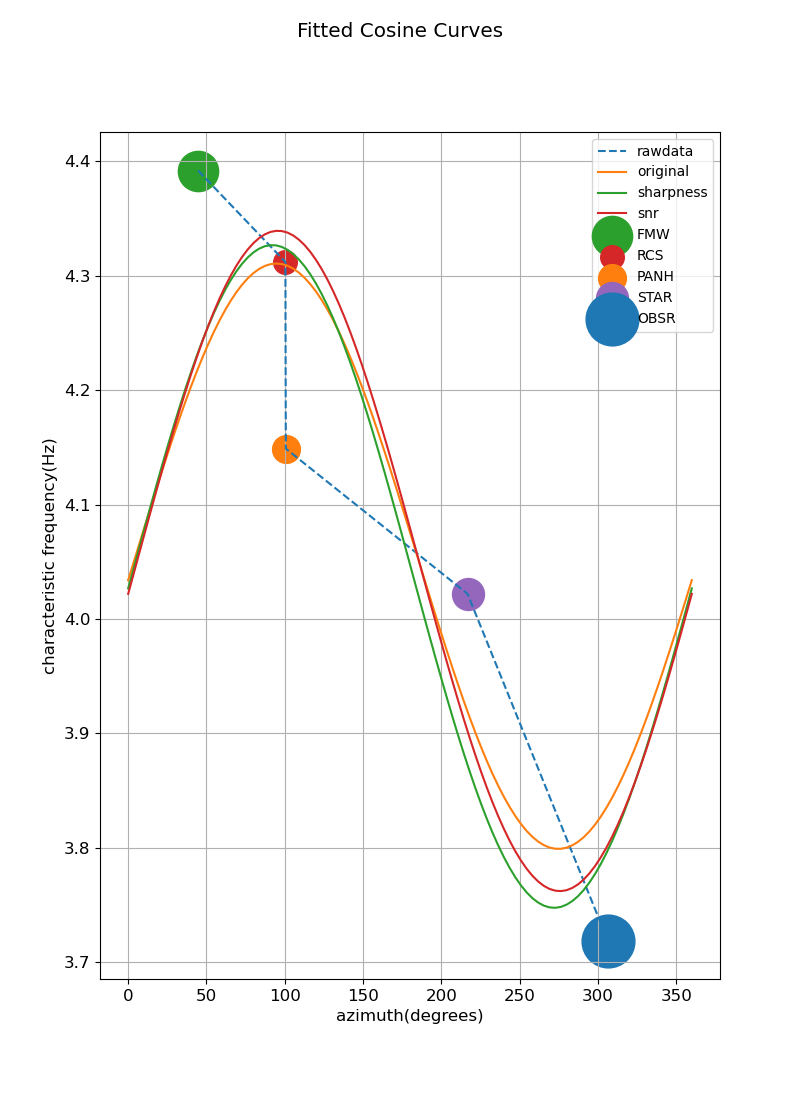 Fitted Cosine Curves
characteristic frequency(Hz)
4.4
4.3
4.2
4.1
4.0
3.9
3.8
3.7
rawdata
original
sharpness
snr
FMW
RCS
PANH
STAR
OBSR
0 50 100 150 200 250 300 350
azimuth(degrees)